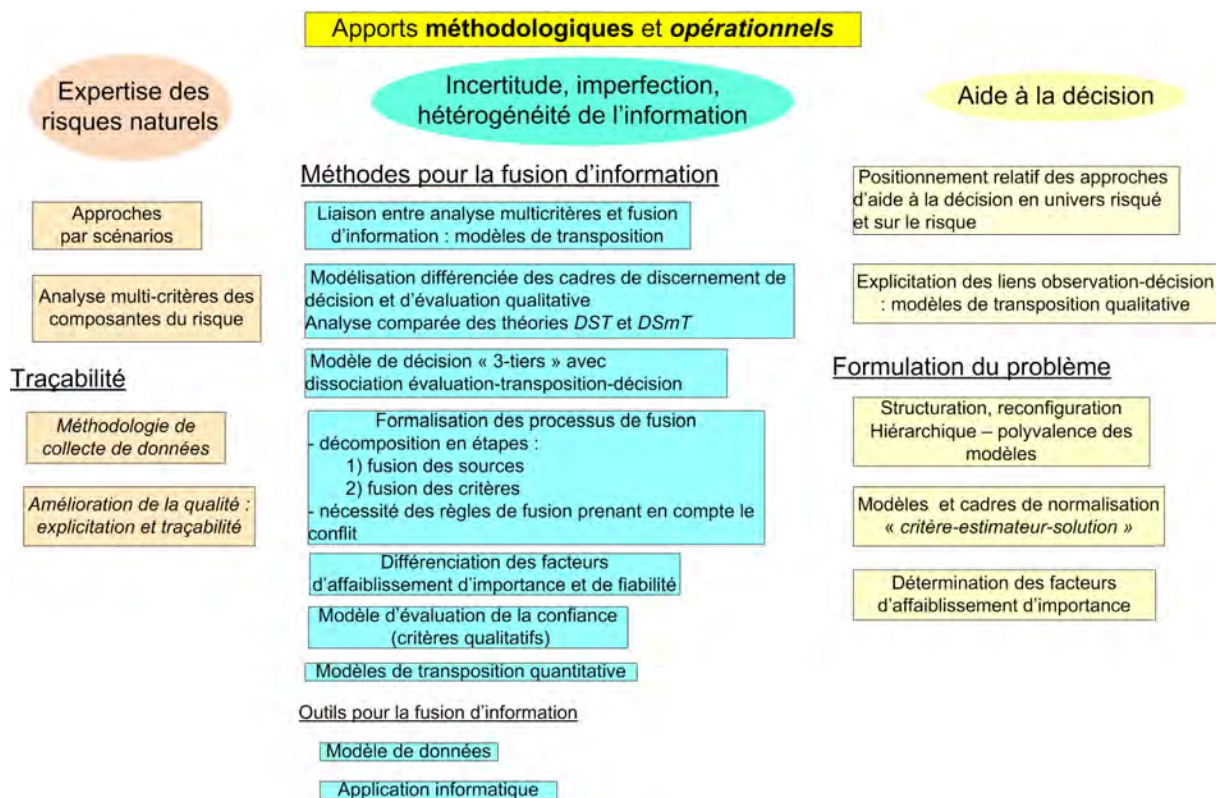 Apports méthodologiques et opérationnels
Expertise des
risques naturels
Approches
par scénarios
Analyse multi-critères des
composantes du risque
Traçabilité
Méthodologie de
collecte de données
Amélioration de la qualité :
explicitation et traçabilité
Incertitude, imperfection,
hétérogénéité de l'information
Méthodes pour la fusion d'information
Liaison entre analyse multicritères et fusion
d'information : modèles de transposition
Modélisation différenciée des cadres de discernement de
décision et d'évaluation qualitative
Analyse comparée des théories DST et DSmT
Modèle de décision « 3-tiers » avec
dissociation évaluation-transposition-décision
Formalisation des processus de fusion
- décomposition en étapes :
1) fusion des sources
2) fusion des critères
- nécessité des règles de fusion prenant en compte le
conflit
Différenciation des facteurs
d'affaiblissement d'importance et de fiabilité
Modèle d'évaluation de la confiance
(critères qualitatifs)
Modèles de transposition quantitative
Outils pour la fusion d'information
Modèle de données
Application informatique
Aide à la décision
Positionnement relatif des approches
d'aide à la décision en univers risqué
et sur le risque
Explicitation des liens observation-décision
: modèles de transposition qualitative
Formulation du problème
Structuration, reconfiguration
Hiérarchique – polyvalence des
modèles
Modèles et cadres de normalisation
« critère-estimateur-solution »
Détermination des facteurs
d'affaiblissement d'importance